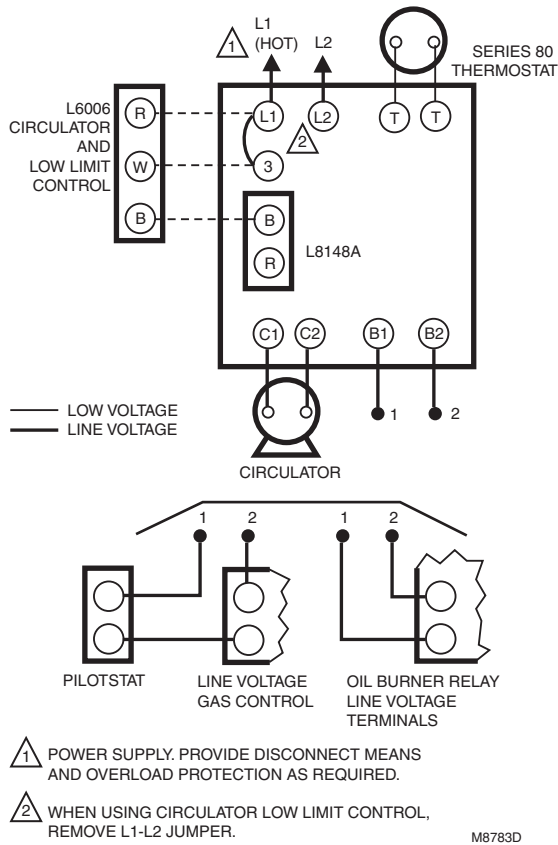 L1
(HOT)
L2
1
SERIES 80
THERMOSTAT
L6006
CIRCULATOR
AND
LOW LIMIT
CONTROL
R
W
B
L1
L2
T
T
2
3
B
R
L8148A
C1
C2
B1
B2
1
2
LOW VOLTAGE
LINE VOLTAGE
CIRCULATOR
1
2
1
2
PILOTSTAT
LINE VOLTAGE
GAS CONTROL
OIL BURNER RELAY
LINE VOLTAGE
TERMINALS
1 POWER SUPPLY. PROVIDE DISCONNECT MEANS
AND OVERLOAD PROTECTION AS REQUIRED.
2 WHEN USING CIRCULATOR LOW LIMIT CONTROL,
REMOVE L1-L2 JUMPER.
M8783D